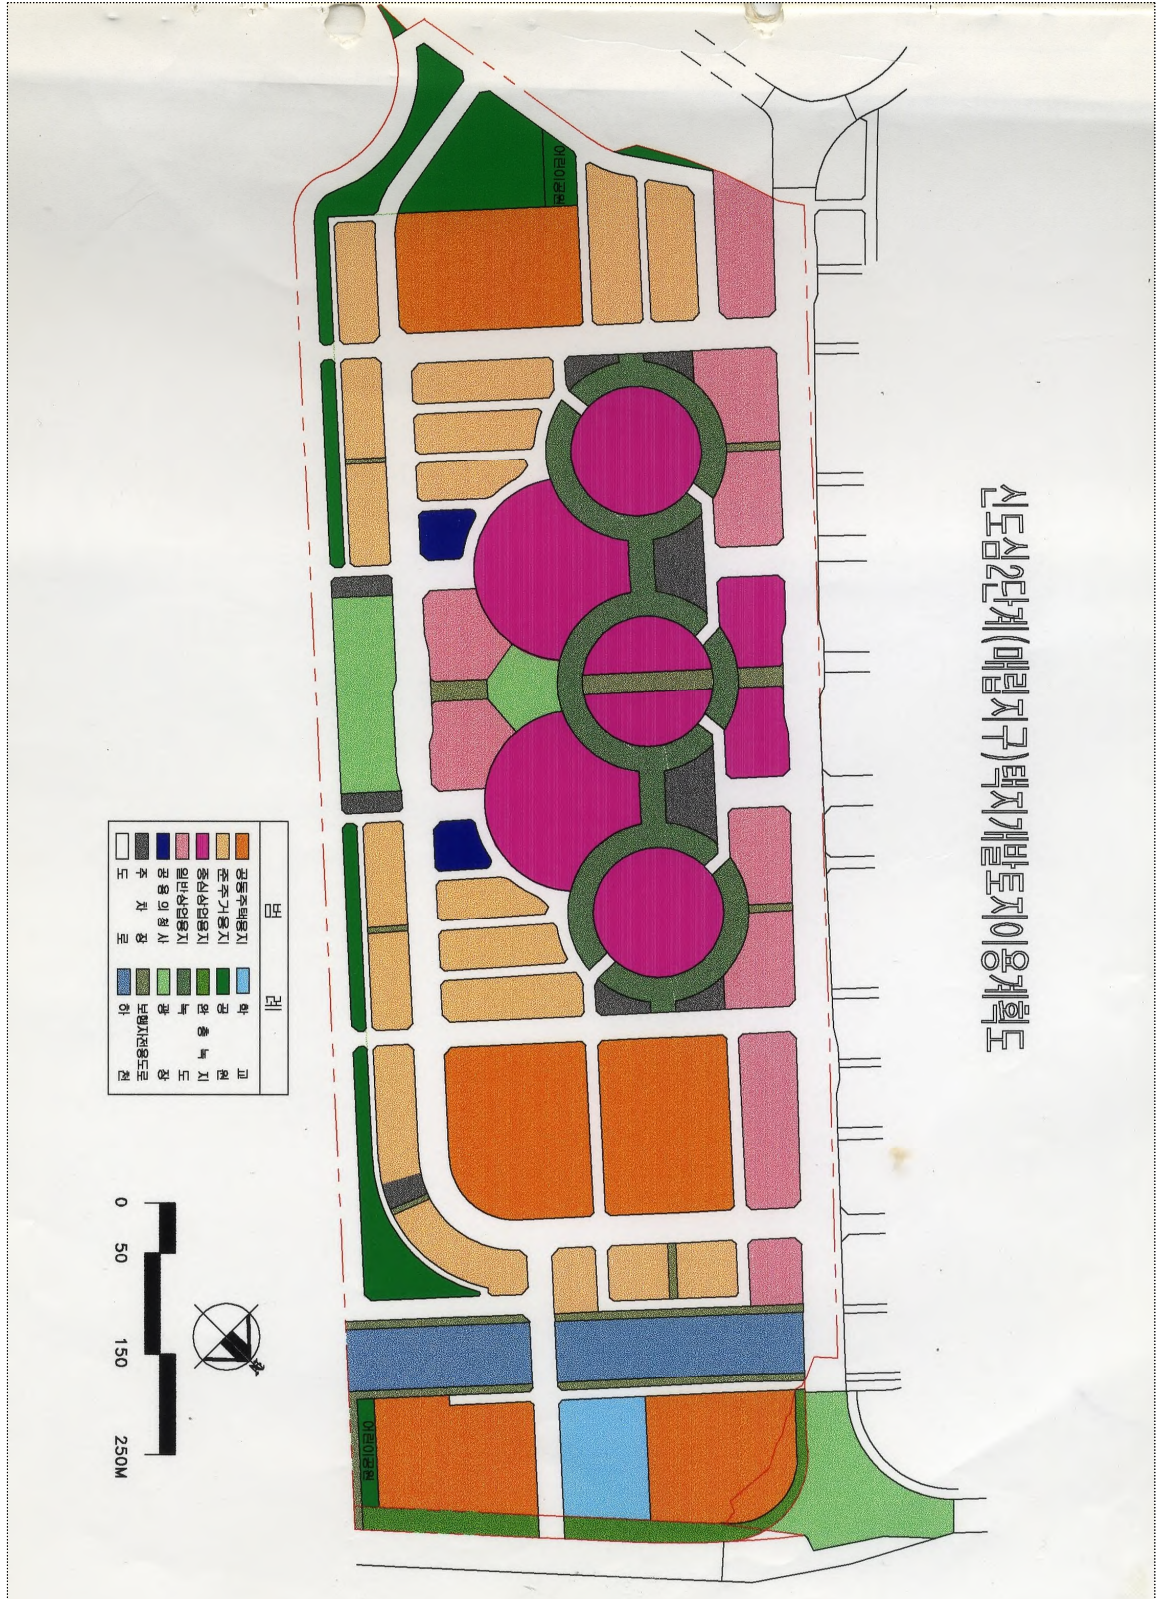 신도심2단계(매립지구)택지개발토지이용계획도
어린이공원
어린이공원
범 례
공동주택용지
준주거용지
중심상업용지
일반상업용지
공용의청사
주차장
도로
학교
공원
완충녹지
녹도
광장
보행자전용도로
하천
0 50 150 250M